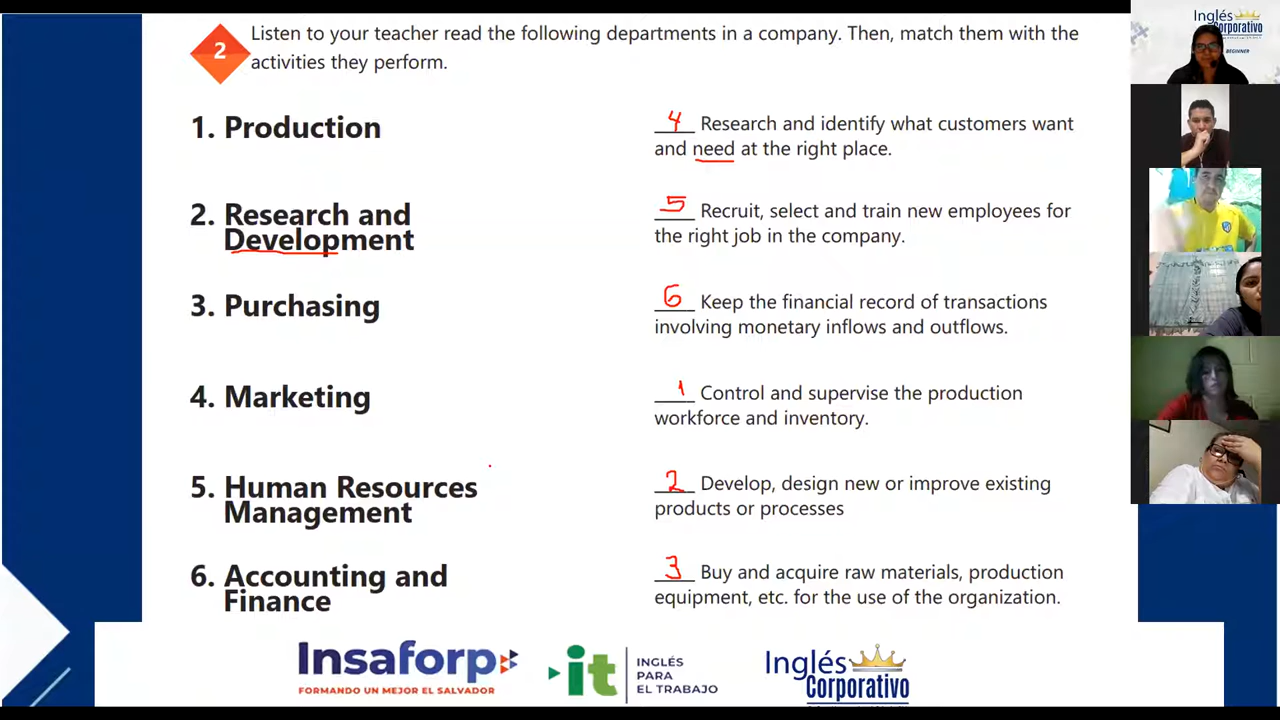 2
Listen to your teacher read the following departments in a company. Then, match them with the
activities they perform.
1. Production
4 Research and identify what customers want
and need at the right place.
2. Research and
Development
5 Recruit, select and train new employees for
the right job in the company.
3. Purchasing
6 Keep the financial record of transactions
involving monetary inflows and outflows.
4. Marketing
1 Control and supervise the production
workforce and inventory.
5. Human Resources
Management
2 Develop, design new or improve existing
products or processes
6. Accounting and
Finance
3 Buy and acquire raw materials, production
equipment, etc. for the use of the organization.
Insaforp
FORMANDO UN MEJOR EL SALVADOR
it
INGLÉS
PARA
EL TRABAJO
Inglés
Corporativo
Inglés
Corporativo
BEGINNER